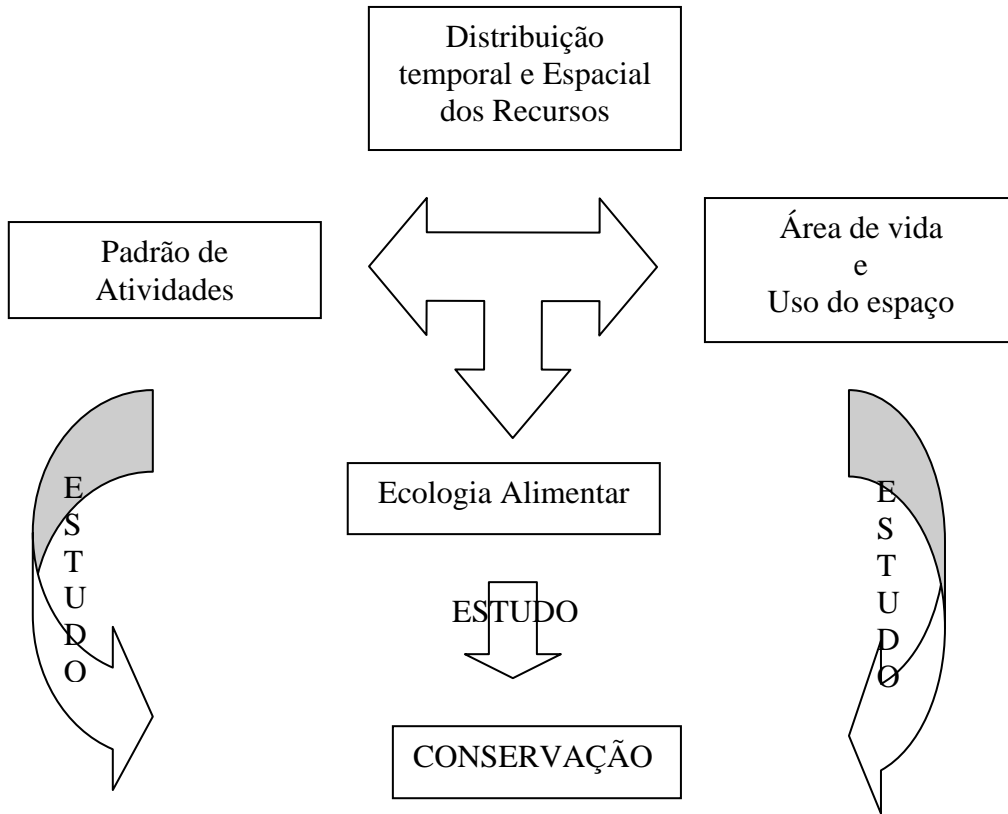 Distribuição
temporal e Espacial
dos Recursos
Padrão de
Atividades
Área de vida
e
Uso do espaço
Ecologia Alimentar
E
S
T
U
D
O
ESTUDO
E
S
T
U
D
O
CONSERVAÇÃO